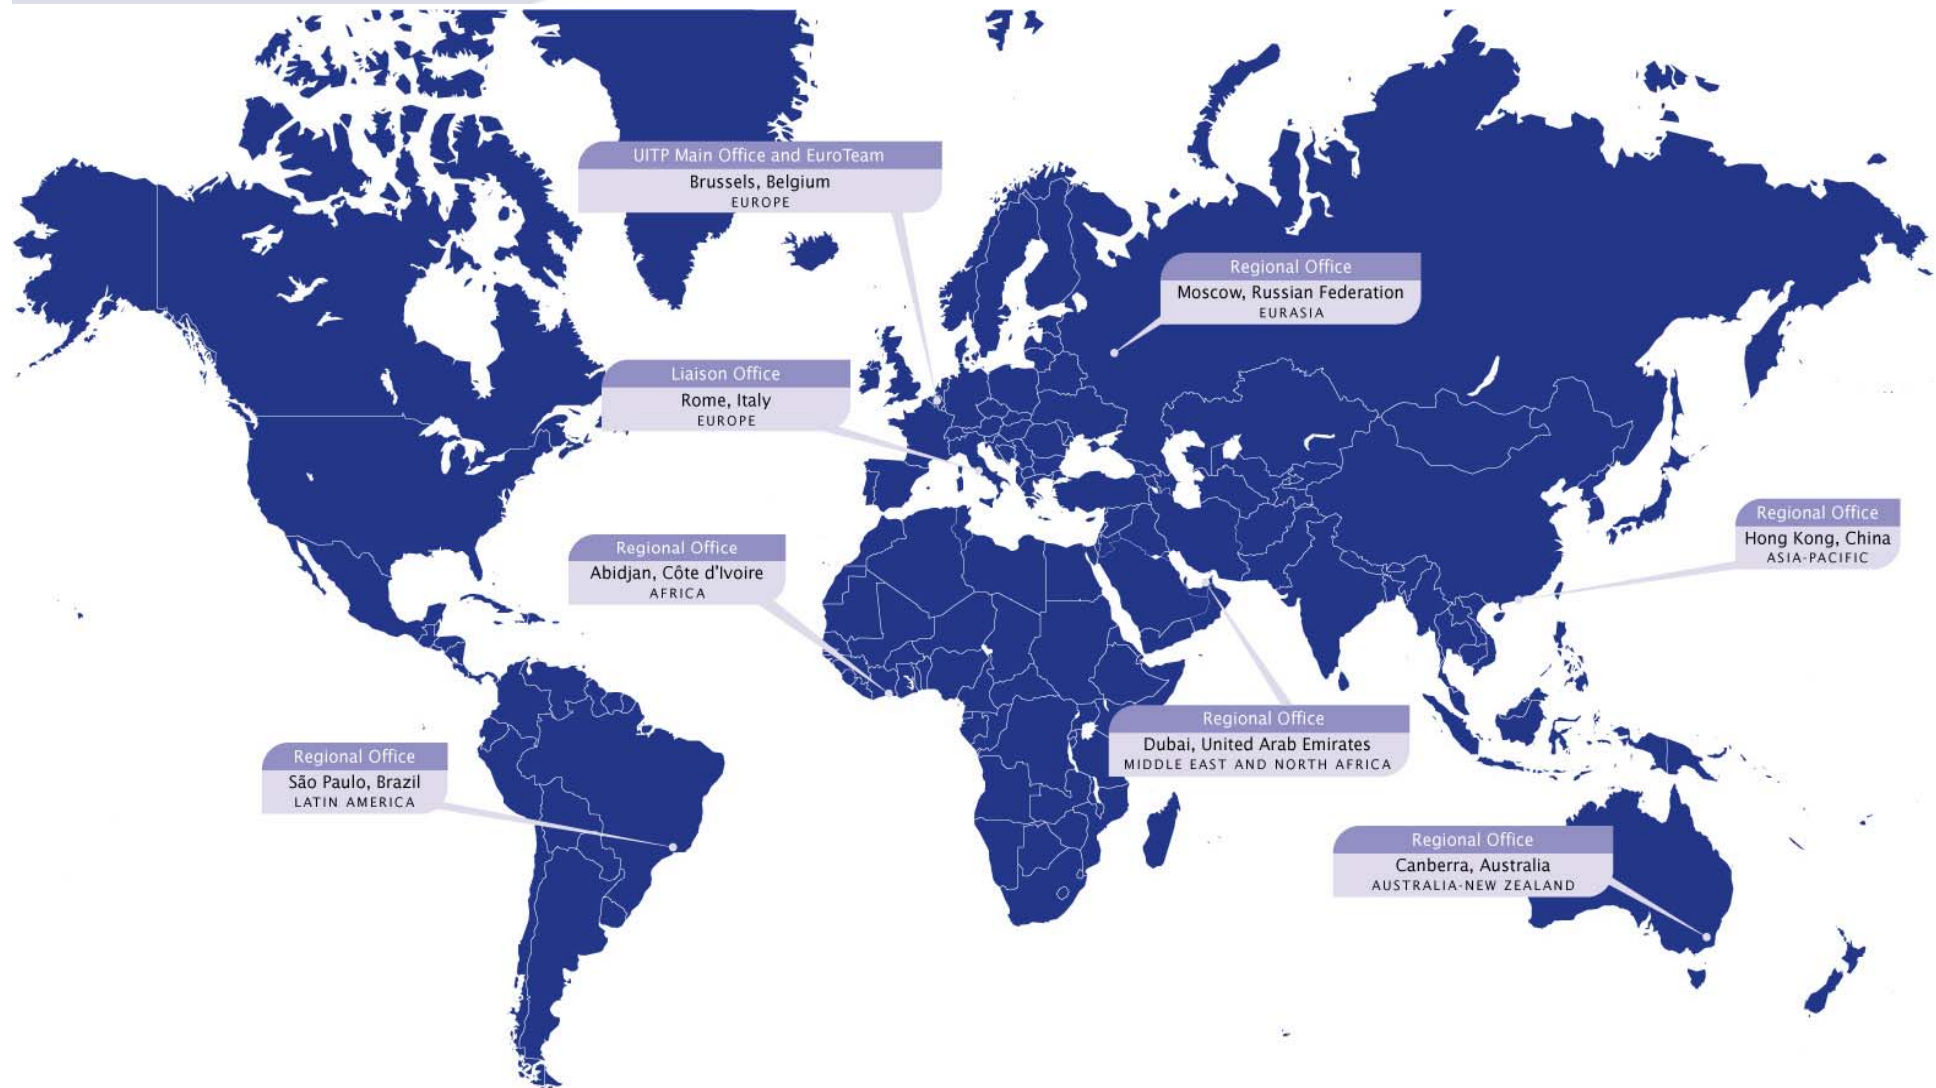 UITP Main Office and EuroTeam
Brussels, Belgium
EUROPE
Regional Office
Moscow, Russian Federation
EURASIA
Liaison Office
Rome, Italy
EUROPE
Regional Office
Hong Kong, China
ASIA-PACIFIC
Regional Office
Abidjan, Côte d'Ivoire
AFRICA
Regional Office
Dubai, United Arab Emirates
MIDDLE EAST AND NORTH AFRICA
Regional Office
São Paulo, Brazil
LATIN AMERICA
Regional Office
Canberra, Australia
AUSTRALIA-NEW ZEALAND